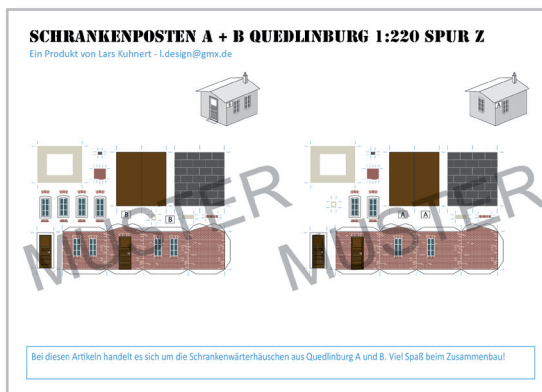 SCHRANKENPOSTEN A + B QUEDLINBURG 1:220 SPUR Z
Ein Produkt von Lars Kuhnert - l.design@gmx.de
B
A
MUSTER
MUSTER
B
B
A
A
Bei diesen Artikeln handelt es sich um die Schrankenwärterhäuschen aus Quedlinburg A und B. Viel Spaß beim Zusammenbau!